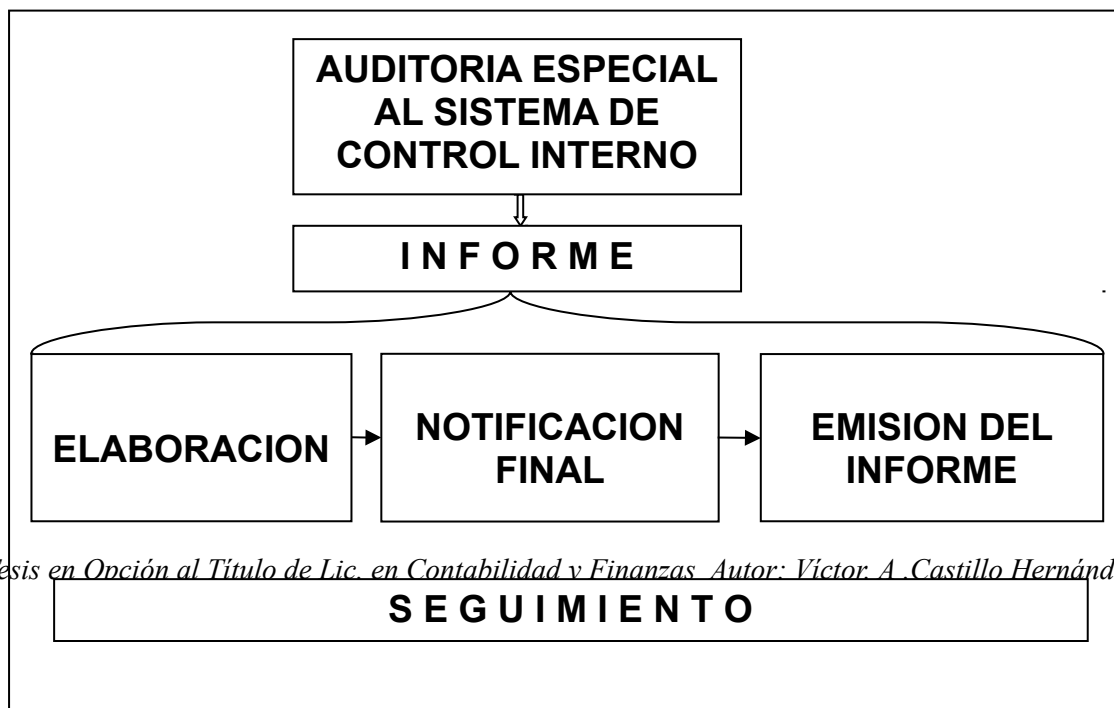 AUDITORIA ESPECIAL
AL SISTEMA DE
CONTROL INTERNO
I N F O R M E
ELABORACION
NOTIFICACION
FINAL
EMISION DEL
INFORME
en Opción al Título de Lic. en Contabilidad y Finanzas Autor: Víctor. A .Castillo
S E G U I M I E N T O